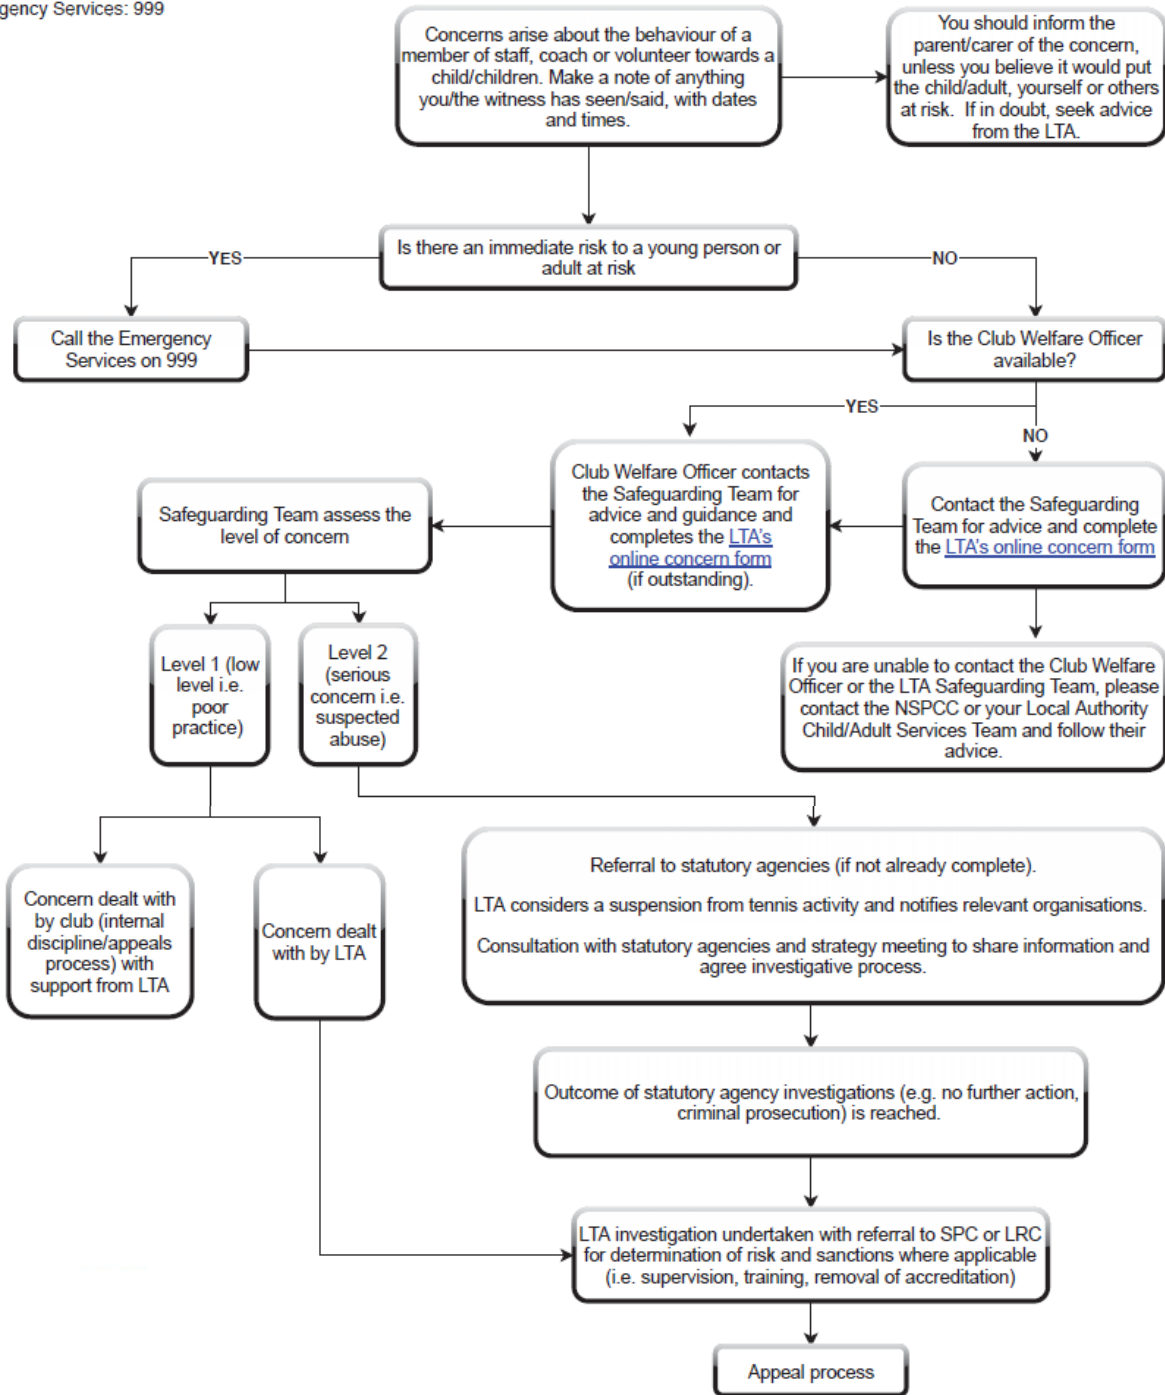 gency Services: 999
Concerns arise about the behaviour of a
member of staff, coach or volunteer towards a
child/children. Make a note of anything
you/the witness has seen/said, with dates
and times.
You should inform the
parent/carer of the concern,
unless you believe it would put
the child/adult, yourself or others
at risk. If in doubt, seek advice
from the LTA.
Is there an immediate risk to a young person or
adult at risk
YES
NO
Call the Emergency
Services on 999
Is the Club Welfare Officer
available?
YES
NO
Club Welfare Officer contacts
the Safeguarding Team for
advice and guidance and
completes the LTA's
online concern form
(if outstanding).
Contact the Safeguarding
Team for advice and complete
the LTA's online concern form
Safeguarding Team assess the
level of concern
Level 1 (low
level i.e.
poor
practice)
Level 2
(serious
concern i.e.
suspected
abuse)
If you are unable to contact the Club Welfare
Officer or the LTA Safeguarding Team, please
contact the NSPCC or your Local Authority
Child/Adult Services Team and follow their
advice.
Concern dealt with
by club (internal
discipline/appeals
process) with
support from LTA
Concern dealt
with by LTA
Referral to statutory agencies (if not already complete).
LTA considers a suspension from tennis activity and notifies relevant organisations.
Consultation with statutory agencies and strategy meeting to share information and
agree investigative process.
Outcome of statutory agency investigations (e.g. no further action,
criminal prosecution) is reached.
LTA investigation undertaken with referral to SPC or LRC
for determination of risk and sanctions where applicable
(i.e. supervision, training, removal of accreditation)
Appeal process